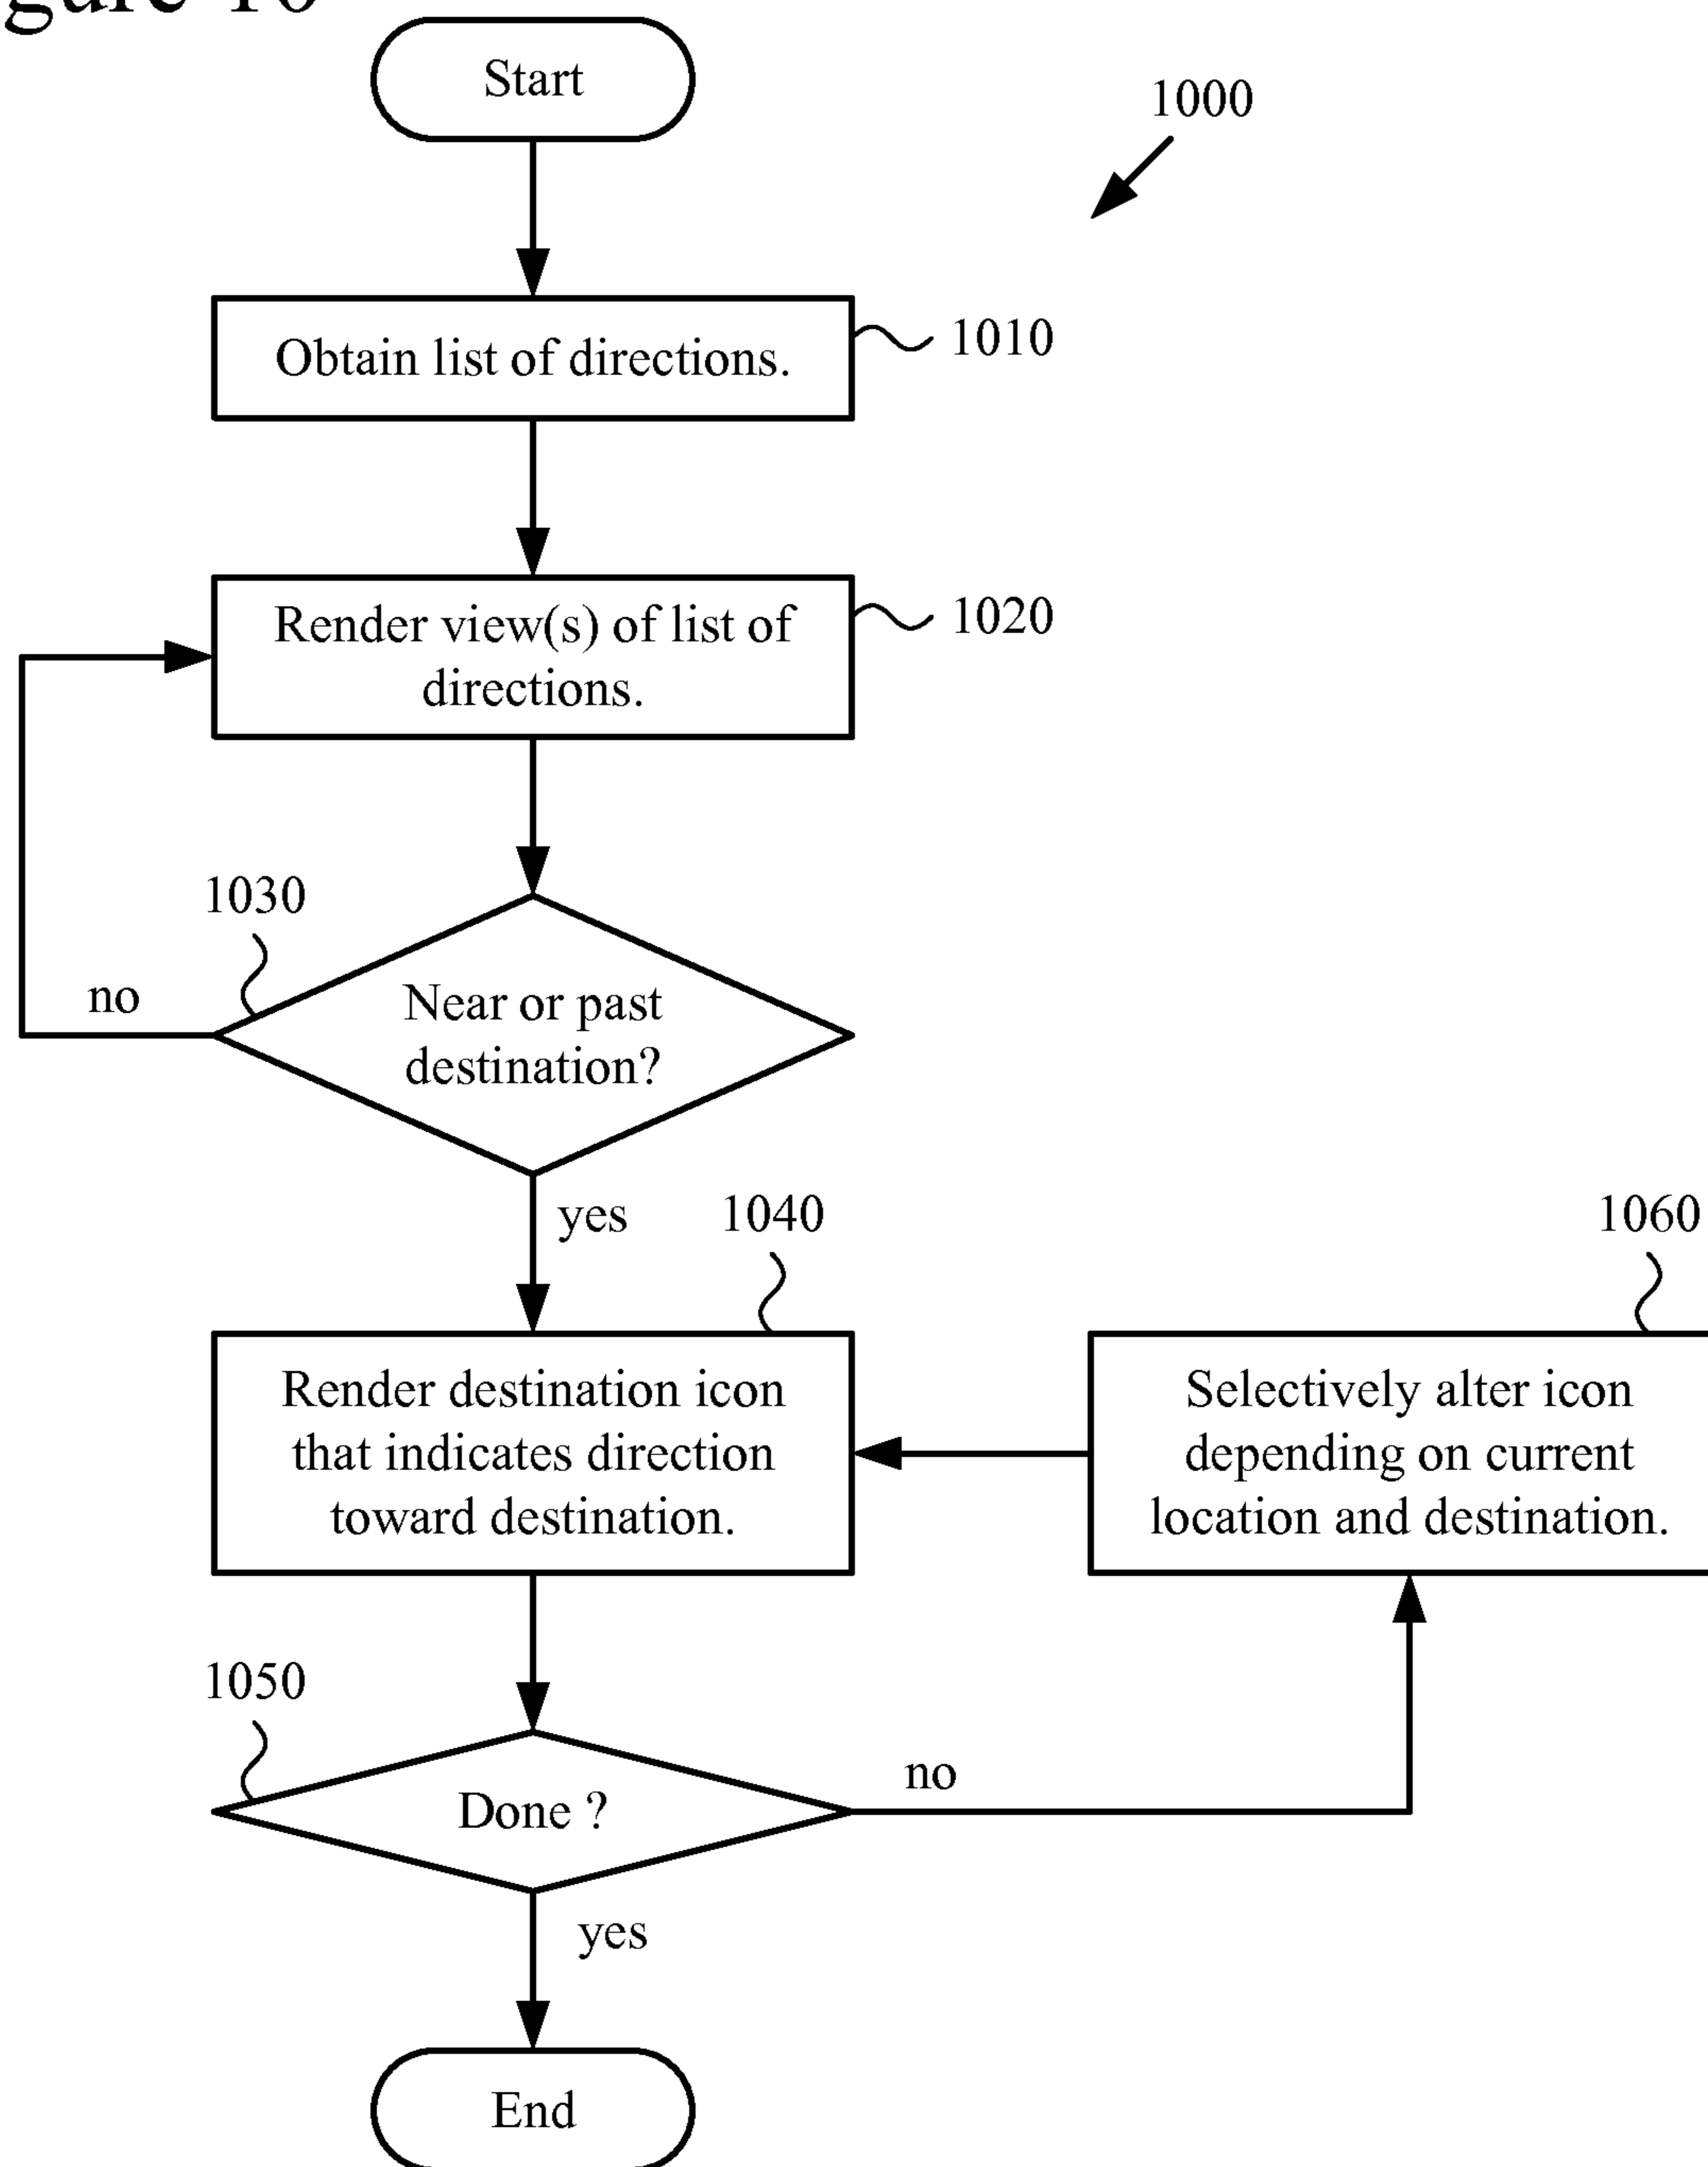 gure 10
Start
1000
Obtain list of directions.
1010
Render view(s) of list of
directions.
1020
1030
no
Near or past
destination?
yes
1040
1060
Render destination icon
that indicates direction
toward destination.
Selectively alter icon
depending on current
location and destination.
1050
no
Done ?
yes
End